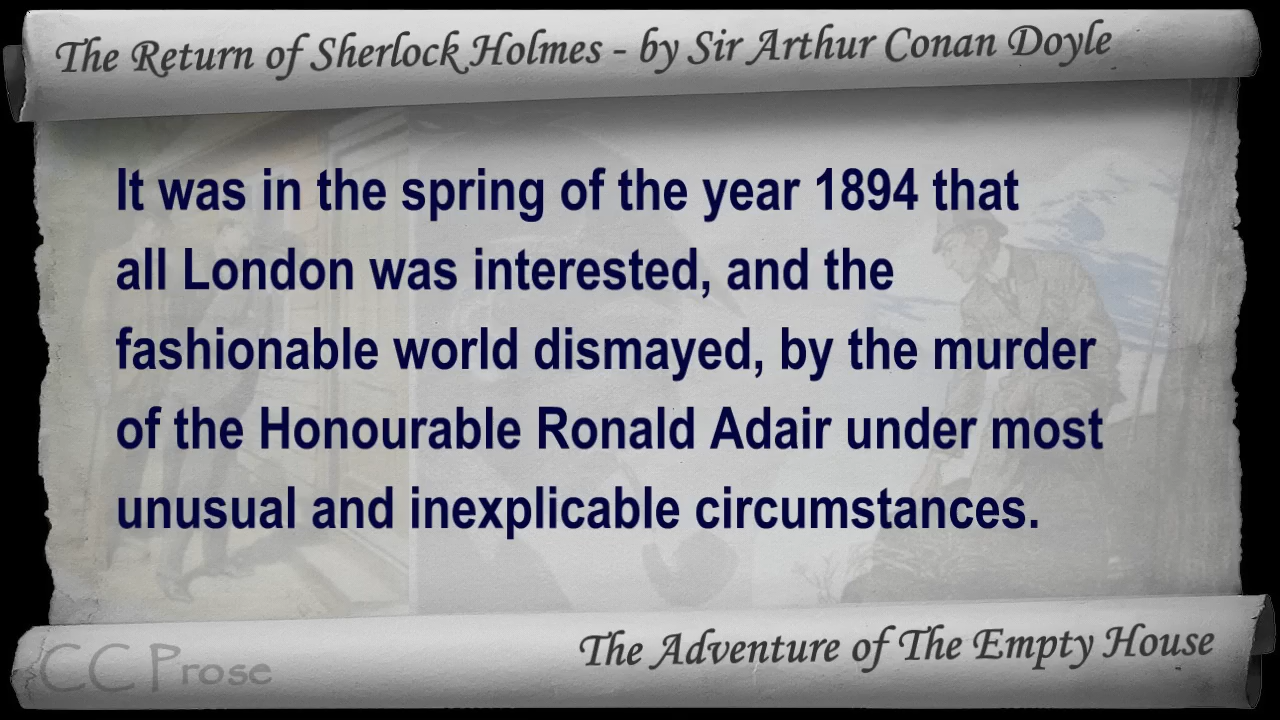 The Return of Sherlock Holmes - by Sir Arthur Conan Doyle
It was in the spring of the year 1894 that
all London was interested, and the
fashionable world dismayed, by the murder
of the Honourable Ronald Adair under most
unusual and inexplicable circumstances.
The Adventure of The Empty House
CC Prose